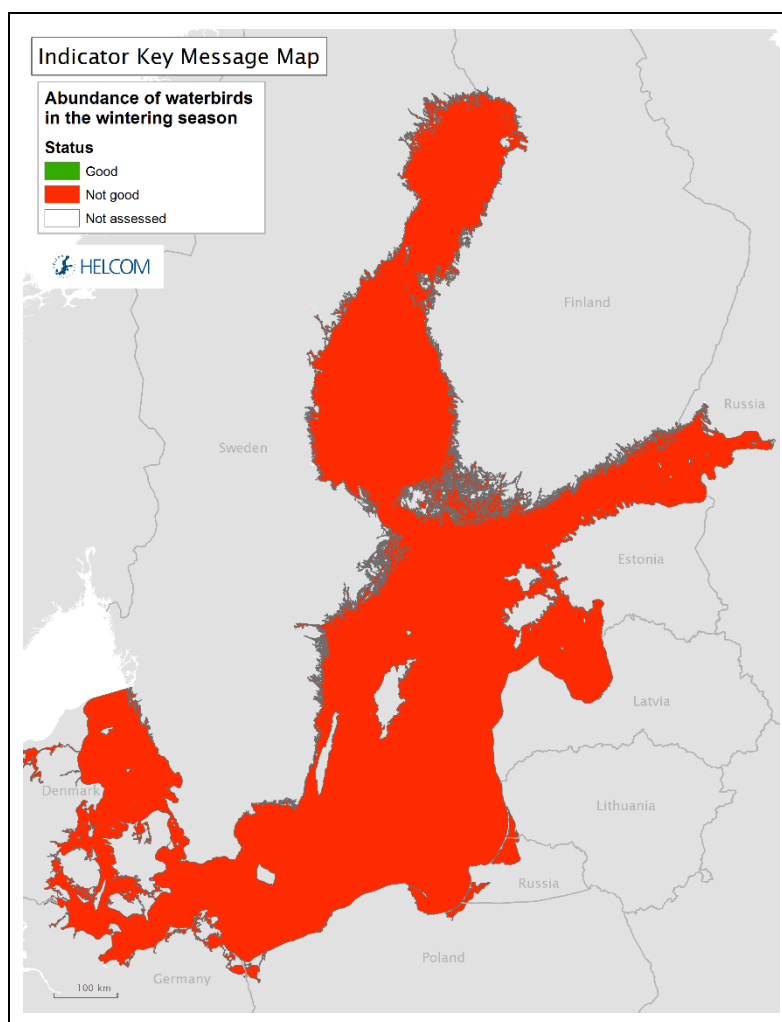 Indicator Key Message Map
Abundance of waterbirds
in the wintering season
Status
Good
Not good
Not assessed
HELCOM
Finland
Russia
Sweden
Estonia
Latvia
Denmark
Lithuania
Russia
Poland
Germany
100 km